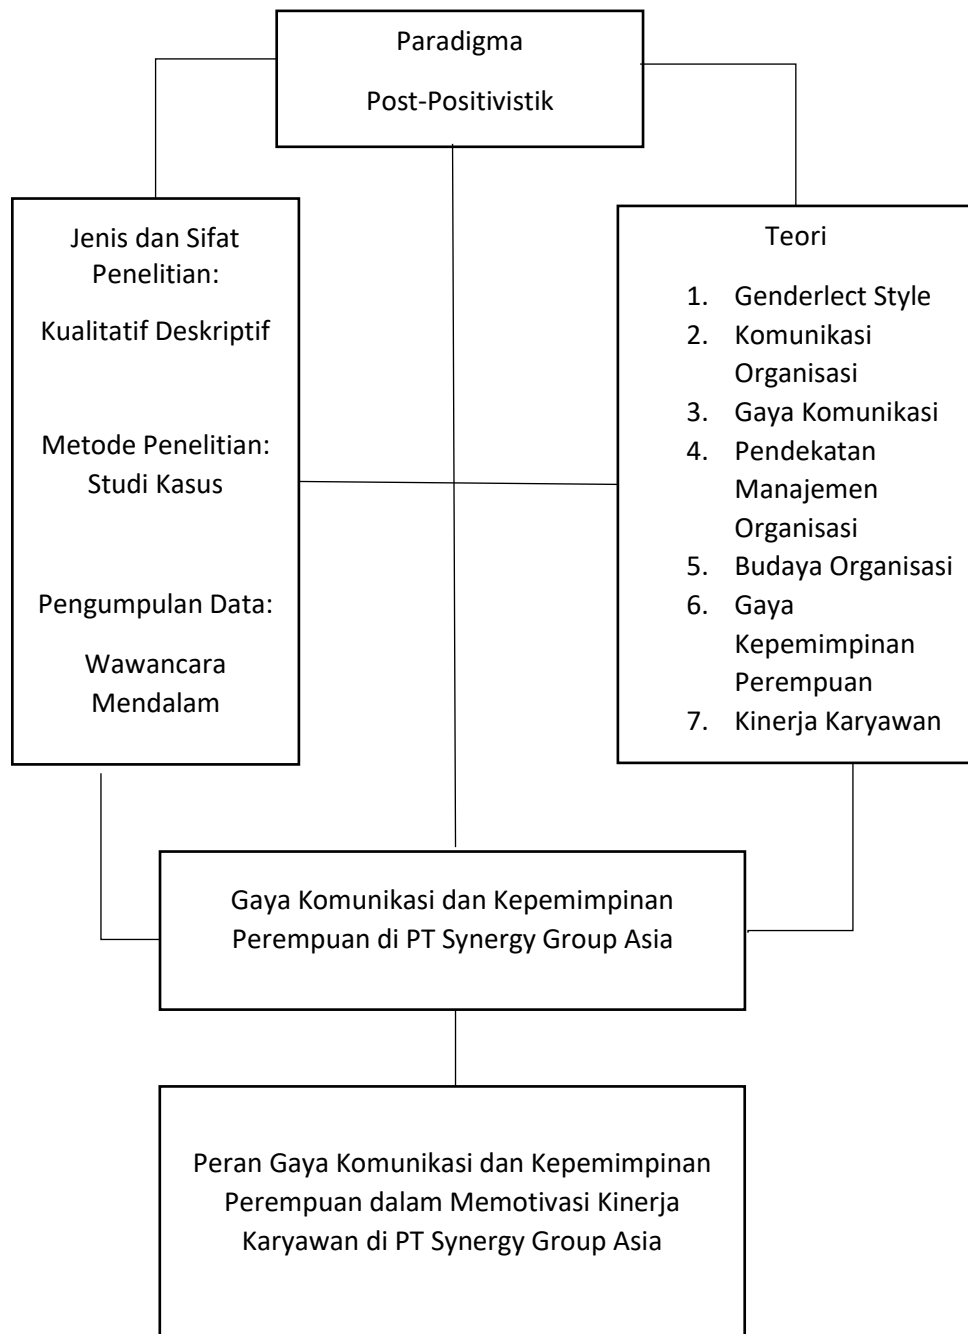 Paradigma
Post-Positivistik
Jenis dan Sifat
Penelitian:
Kualitatif Deskriptif
Metode Penelitian:
Studi Kasus
Pengumpulan Data:
Wawancara
Mendalam
Teori
1. Genderlect Style
2. Komunikasi
Organisasi
3. Gaya Komunikasi
4. Pendekatan
Manajemen
Organisasi
5. Budaya Organisasi
6. Gaya
Kepemimpinan
Perempuan
7. Kinerja Karyawan
Gaya Komunikasi dan Kepemimpinan
Perempuan di PT Synergy Group Asia
Peran Gaya Komunikasi dan Kepemimpinan
Perempuan dalam Memotivasi Kinerja
Karyawan di PT Synergy Group Asia